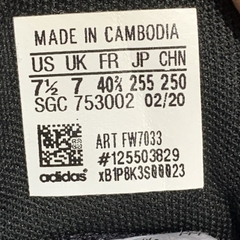 MADE IN CAMBODIA
US UK FR JP CHN
7½ 7 40⅔ 255 250
SGC 753002 02/20
ART FW7033
#125503829
adidas® xB1P8K3S00023